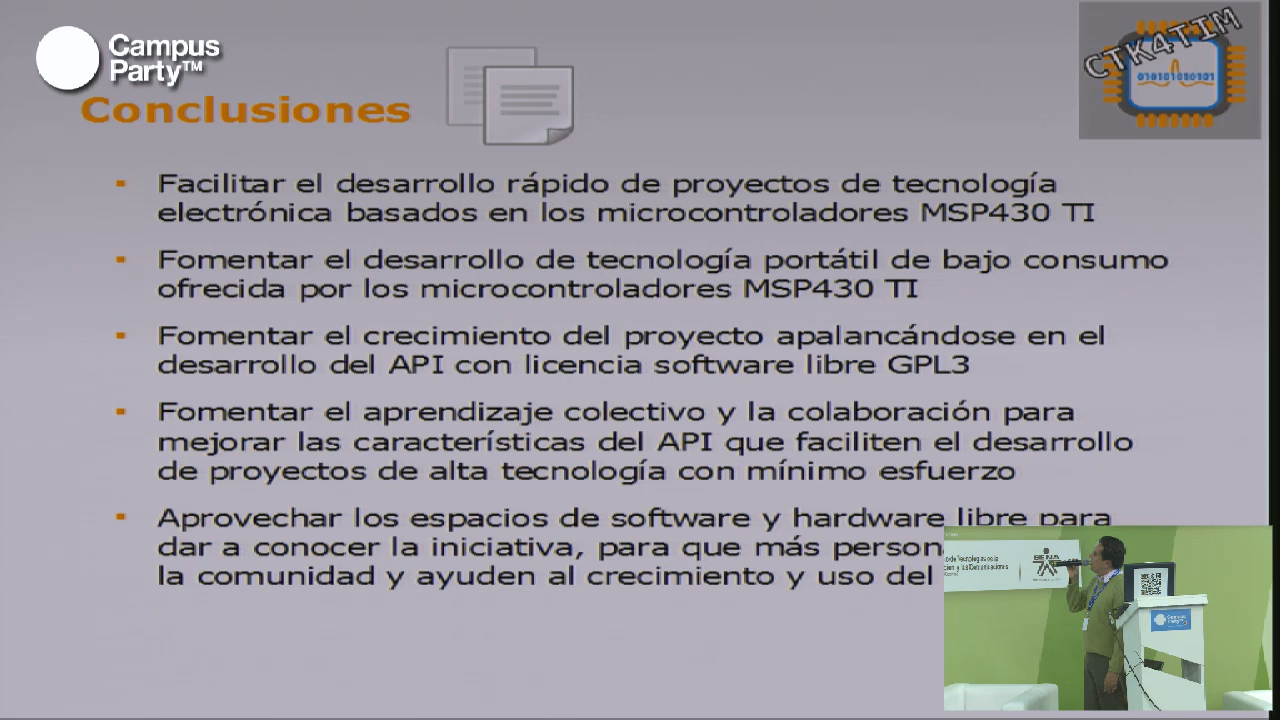 Campus
Party™
CTK4TIM
010101010101
Conclusiones
Facilitar el desarrollo rápido de proyectos de tecnología
electrónica basados en los microcontroladores MSP430 TI
Fomentar el desarrollo de tecnología portátil de bajo consumo
ofrecida por los microcontroladores MSP430 TI
Fomentar el crecimiento del proyecto apalancándose en el
desarrollo del API con licencia software libre GPL3
Fomentar el aprendizaje colectivo y la colaboración para
mejorar las características del API que faciliten el desarrollo
de proyectos de alta tecnología con mínimo esfuerzo
Aprovechar los espacios de software y hardware libre para
dar a conocer la iniciativa, para que más person
la comunidad y ayuden al crecimiento y uso del
SENA
Campus
Party